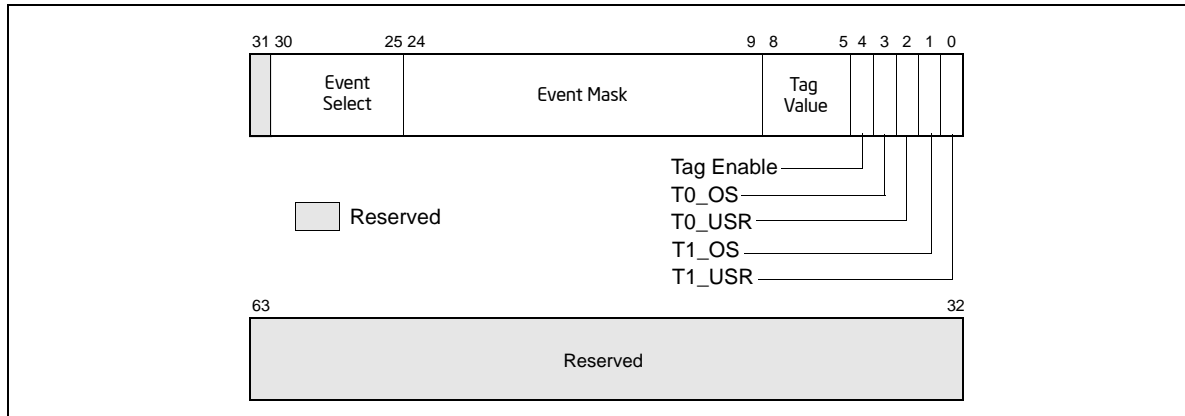 31 30 25 24 9 8 5 4 3 2 1 0
Event Select
Event Mask
Tag Value
Tag Enable
T0_OS
T0_USR
T1_OS
T1_USR
Reserved
63 32
Reserved